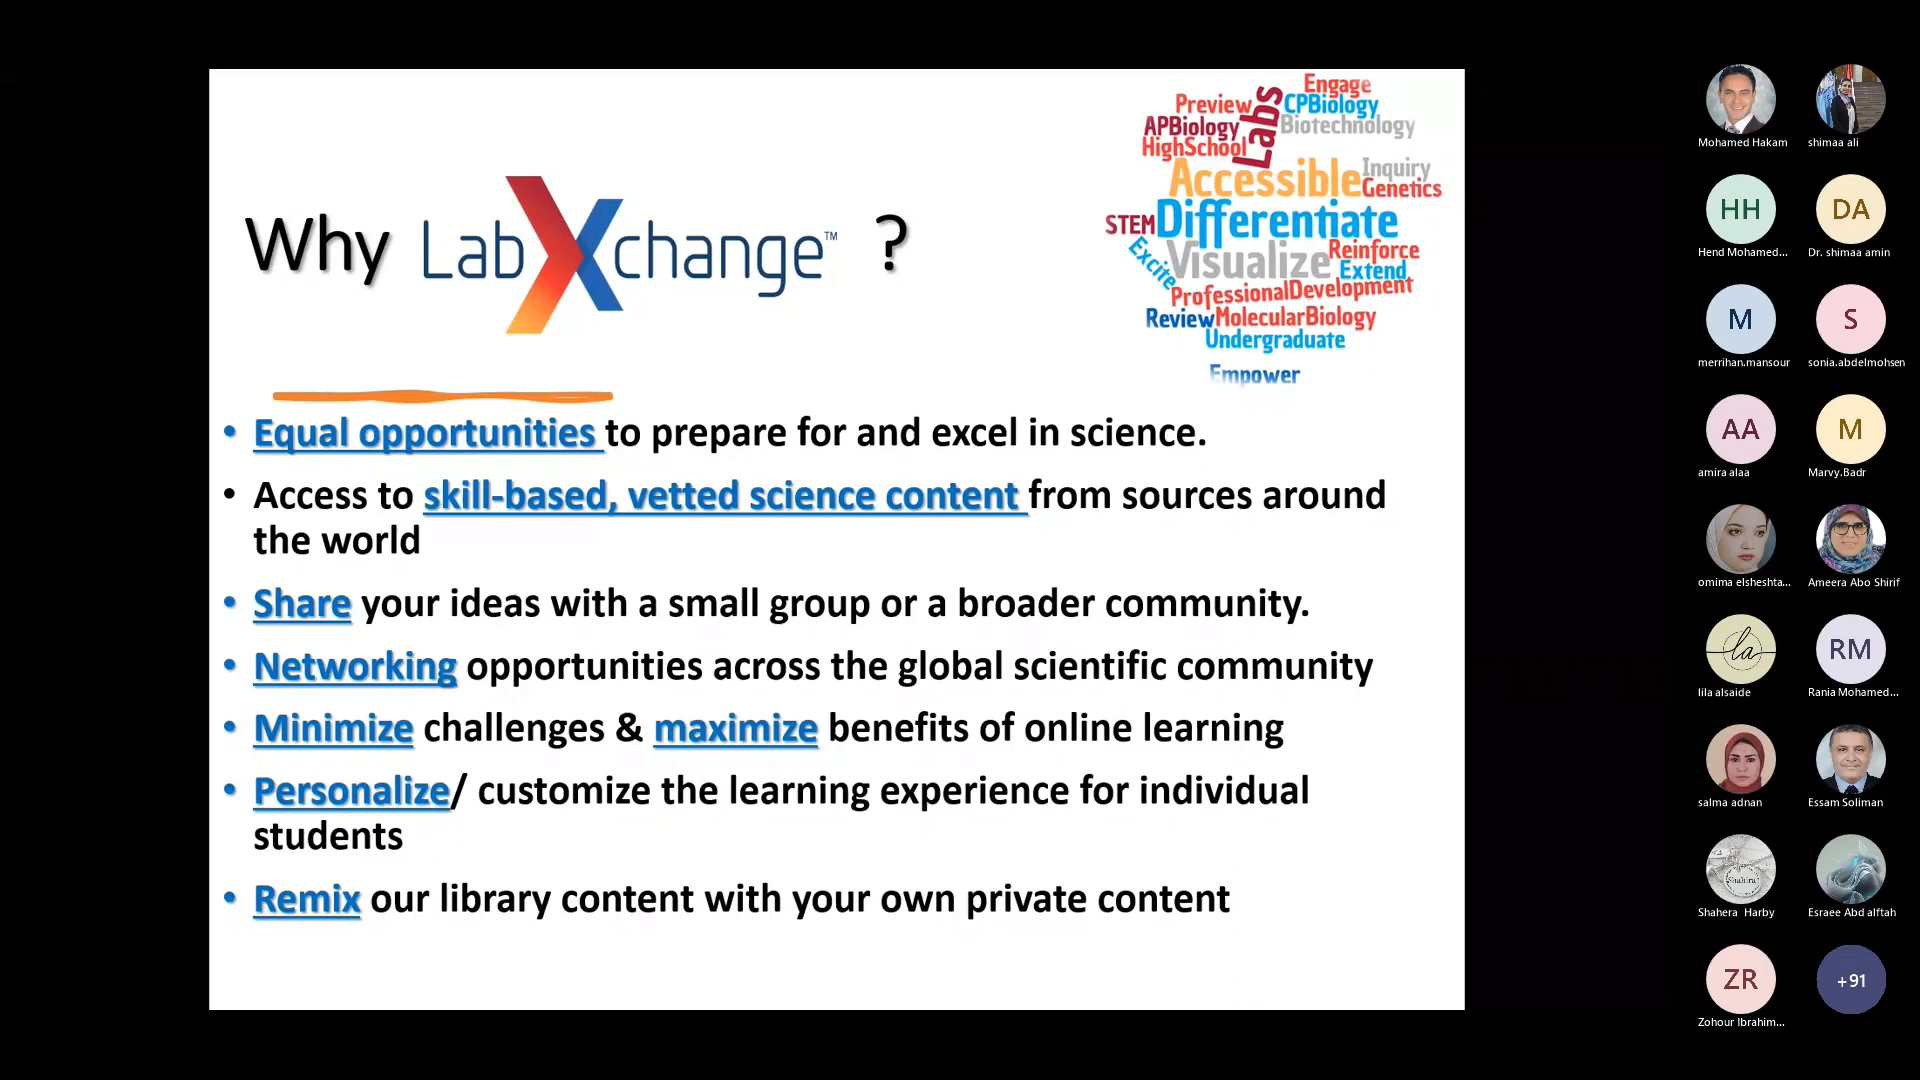 Why LabXchange™ ?
Engage
Preview
Labs
CPBiology
APBiology
Biotechnology
HighSchool
Accessible
Inquiry
Genetics
STEM
Differentiate
Excite
Visualize
Reinforce
Extend
ProfessionalDevelopment
Review
MolecularBiology
Undergraduate
Empower
• Equal opportunities to prepare for and excel in science.
• Access to skill-based, vetted science content from sources around
the world
• Share your ideas with a small group or a broader community.
• Networking opportunities across the global scientific community
• Minimize challenges & maximize benefits of online learning
• Personalize/ customize the learning experience for individual
students
• Remix our library content with your own private content
Mohamed Hakam
shimaa ali
HH
DA
Hend Mohamed...
Dr. shimaa amin
M
S
merrihan.mansour
sonia.abdelmohsen
AA
M
amira alaa
Marvy.Badr
omima elsheshta...
Ameera Abo Shirif
la
RM
lila alsaide
Rania Mohamed...
salma adnan
Essam Soliman
Shahira
Shahera Harby
Esraee Abd alftah
ZR
+91
Zohour Ibrahim...